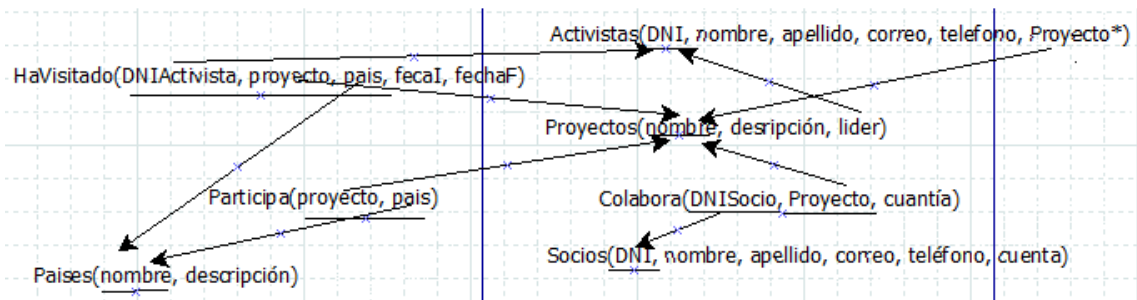 Activistas(DNI, nombre, apellido, correo, telefono, Proyecto*)
HaVisitado(DNIActivista, proyecto, pais, fecaI, fechaF)
Proyectos(nombre, desripción, lider)
Participa(proyecto, pais)
Colabora(DNISocio, Proyecto, cuantía)
Socios(DNI, nombre, apellido, correo, teléfono, cuenta)
Paises(nombre, descripción)